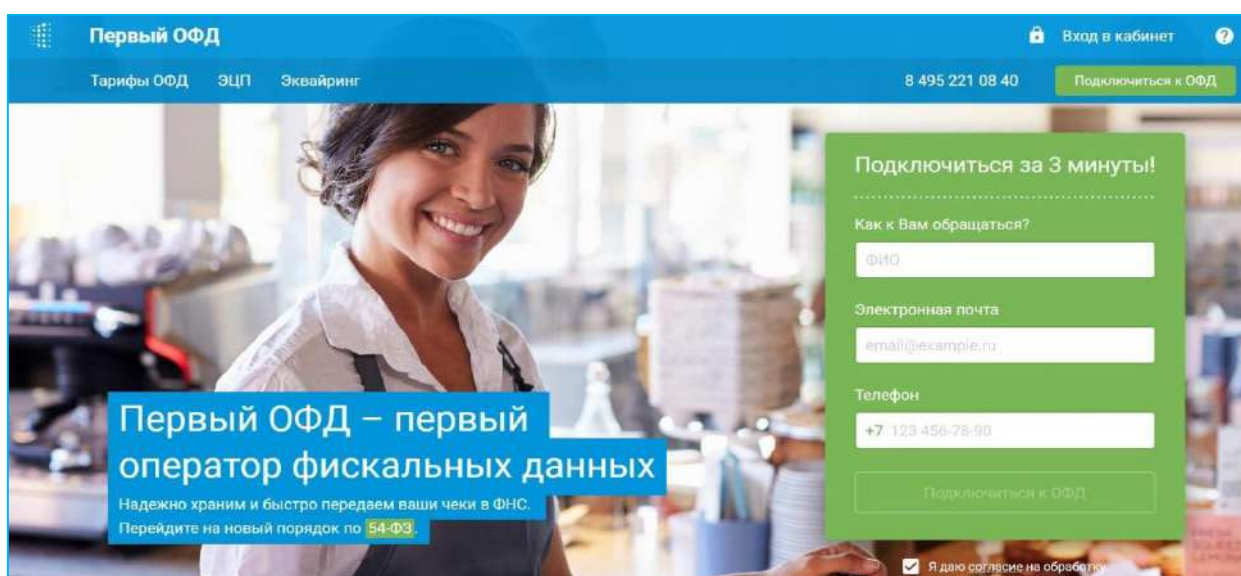 Первый ОФД
Вход в кабинет
?
Тарифы ОФД ЭЦП Эквайринг
8 495 221 08 40
Подключиться к ОФД
Подключиться за 3 минуты!
Как к Вам обращаться?
ФИО
Электронная почта
email@example.ru
Телефон
+7 123 456-78-90
Подключиться к ОФД
Я даю согласие на обработку
Первый ОФД – первый
оператор фискальных данных
Надежно храним и быстро передаем ваши чеки в ФНС.
Перейдите на новый порядок по 54-ФЗ.